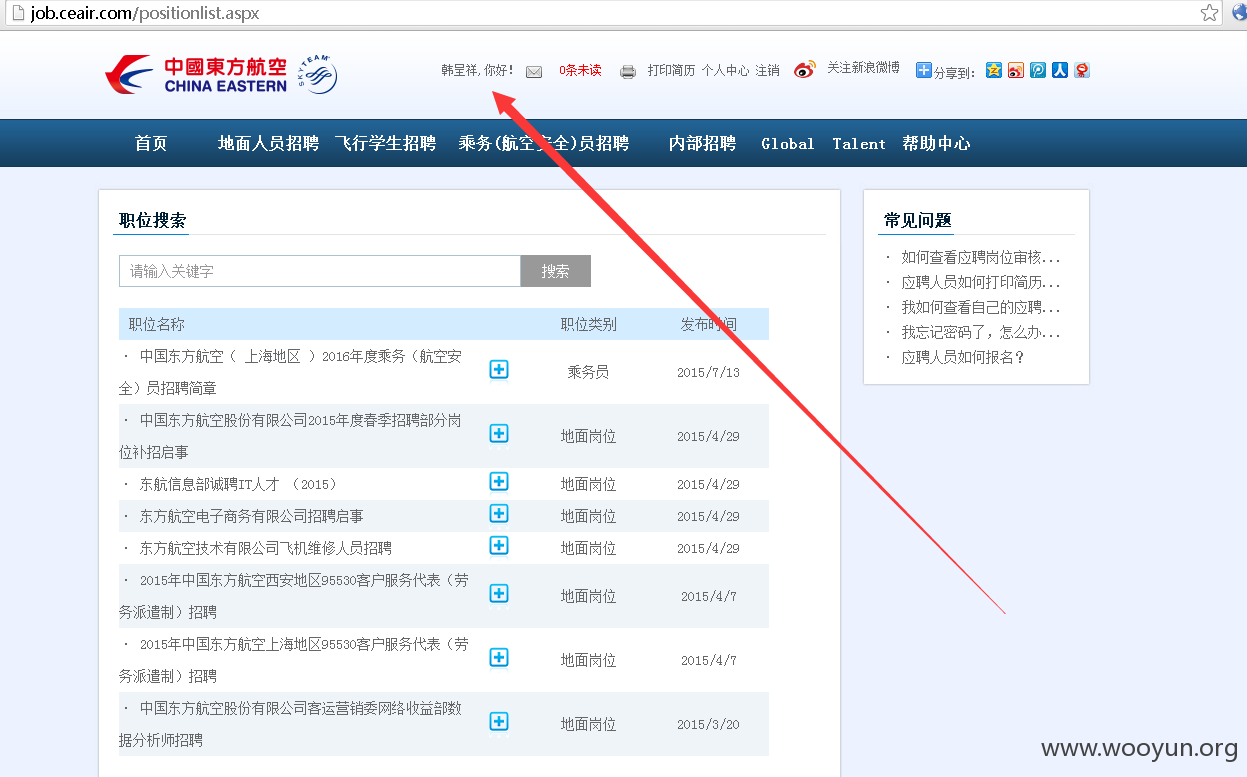 job.ceair.com/positionlist.aspx
中國東方航空
CHINA EASTERN
SKYTEAM
韩呈祥, 你好! 0条未读 打印简历 个人中心 注销 关注新浪微博 分享到:
首页 地面人员招聘 飞行学生招聘 乘务(航空安全)员招聘 内部招聘 Global Talent 帮助中心
职位搜索
请输入关键字 搜索
职位名称 职位类别 发布时间
· 中国东方航空（ 上海地区 ）2016年度乘务（航空安
全）员招聘简章 乘务员 2015/7/13
· 中国东方航空股份有限公司2015年度春季招聘部分岗
位补招启事 地面岗位 2015/4/29
· 东航信息部诚聘IT人才 （2015） 地面岗位 2015/4/29
· 东方航空电子商务有限公司招聘启事 地面岗位 2015/4/29
· 东方航空技术有限公司飞机维修人员招聘 地面岗位 2015/4/29
· 2015年中国东方航空西安地区95530客户服务代表（劳
务派遣制）招聘 地面岗位 2015/4/7
· 2015年中国东方航空上海地区95530客户服务代表（劳
务派遣制）招聘 地面岗位 2015/4/7
· 中国东方航空股份有限公司客运营销委网络收益部数
据分析师招聘 地面岗位 2015/3/20
常见问题
· 如何查看应聘岗位审核...
· 应聘人员如何打印简历...
· 我如何查看自己的应聘...
· 我忘记密码了，怎么办...
· 应聘人员如何报名？
www.wooyun.org